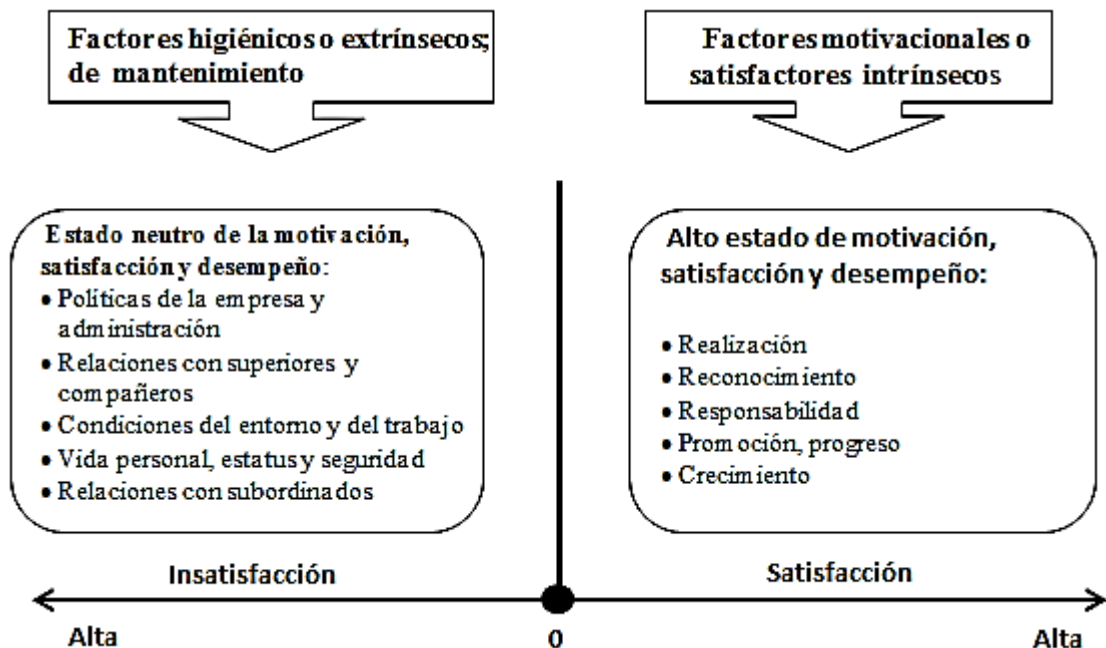 Factores higiénicos o extrínsecos;
de mantenimiento
Factores motivacionales o
satisfactores intrínsecos
Estado neutro de la motivación,
satisfacción y desempeño:
• Políticas de la empresa y
administración
• Relaciones con superiores y
compañeros
• Condiciones del entorno y del trabajo
• Vida personal, estatus y seguridad
• Relaciones con subordinados
Alto estado de motivación,
satisfacción y desempeño:
• Realización
• Reconocimiento
• Responsabilidad
• Promoción, progreso
• Crecimiento
Insatisfacción
Satisfacción
Alta
0
Alta